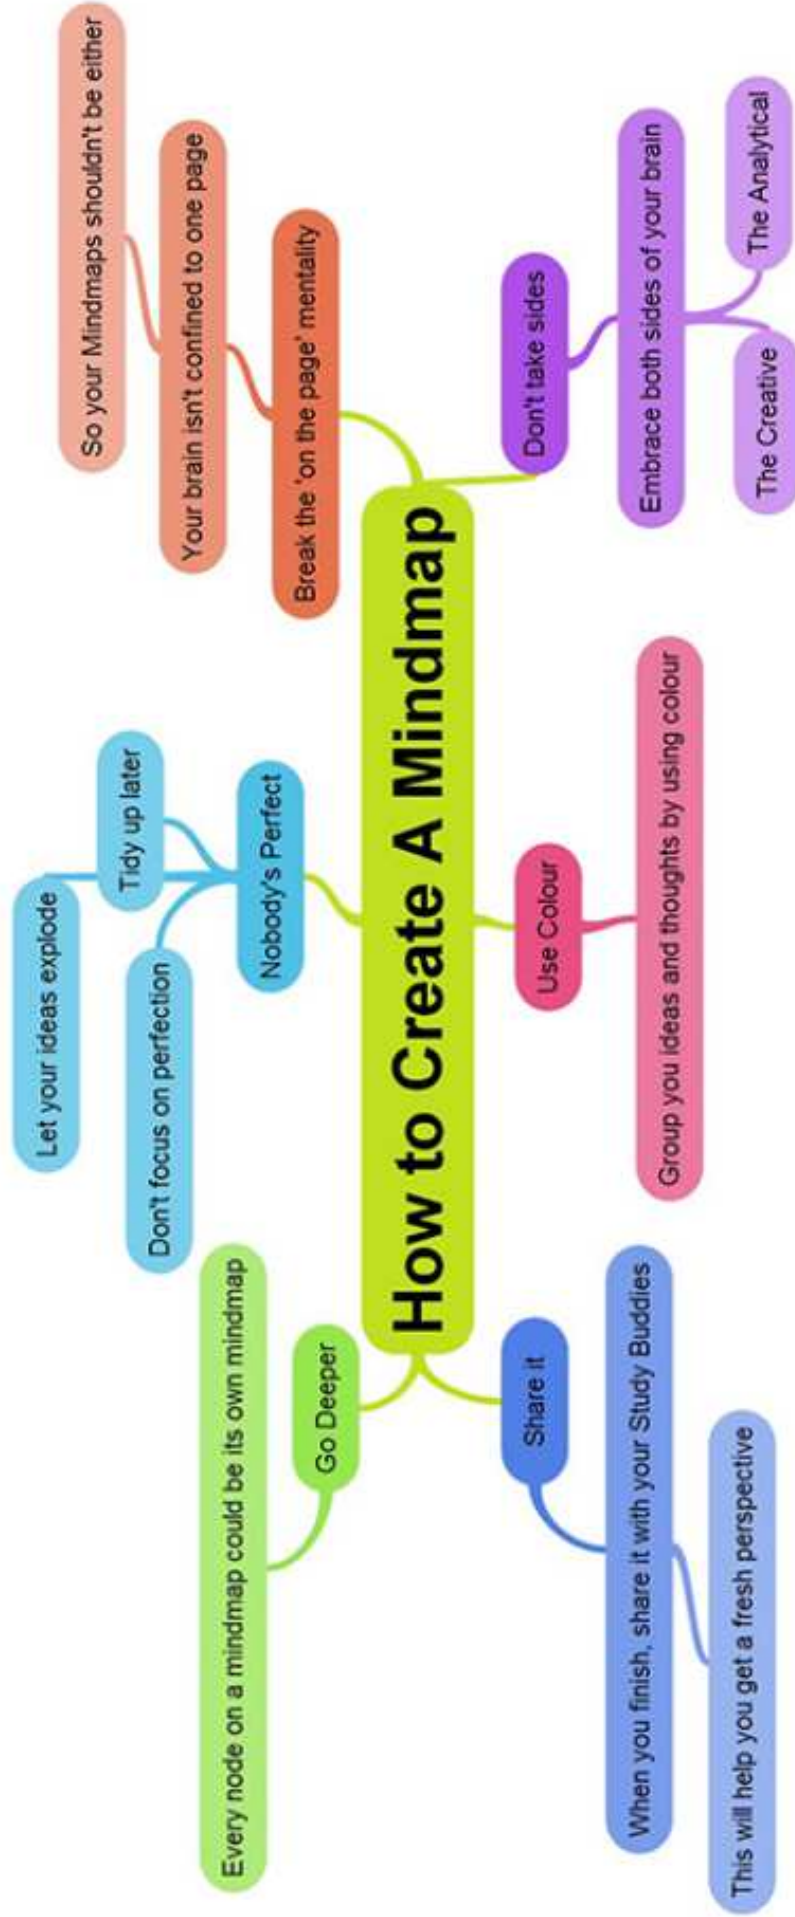 How to Create A Mindmap
Go Deeper
Every node on a mindmap could be its own mindmap
Nobody's Perfect
Don't focus on perfection
Let your ideas explode
Tidy up later
Break the 'on the page' mentality
Your brain isn't confined to one page
So your Mindmaps shouldn't be either
Share it
When you finish, share it with your Study Buddies
This will help you get a fresh perspective
Use Colour
Group you ideas and thoughts by using colour
Don't take sides
Embrace both sides of your brain
The Creative
The Analytical